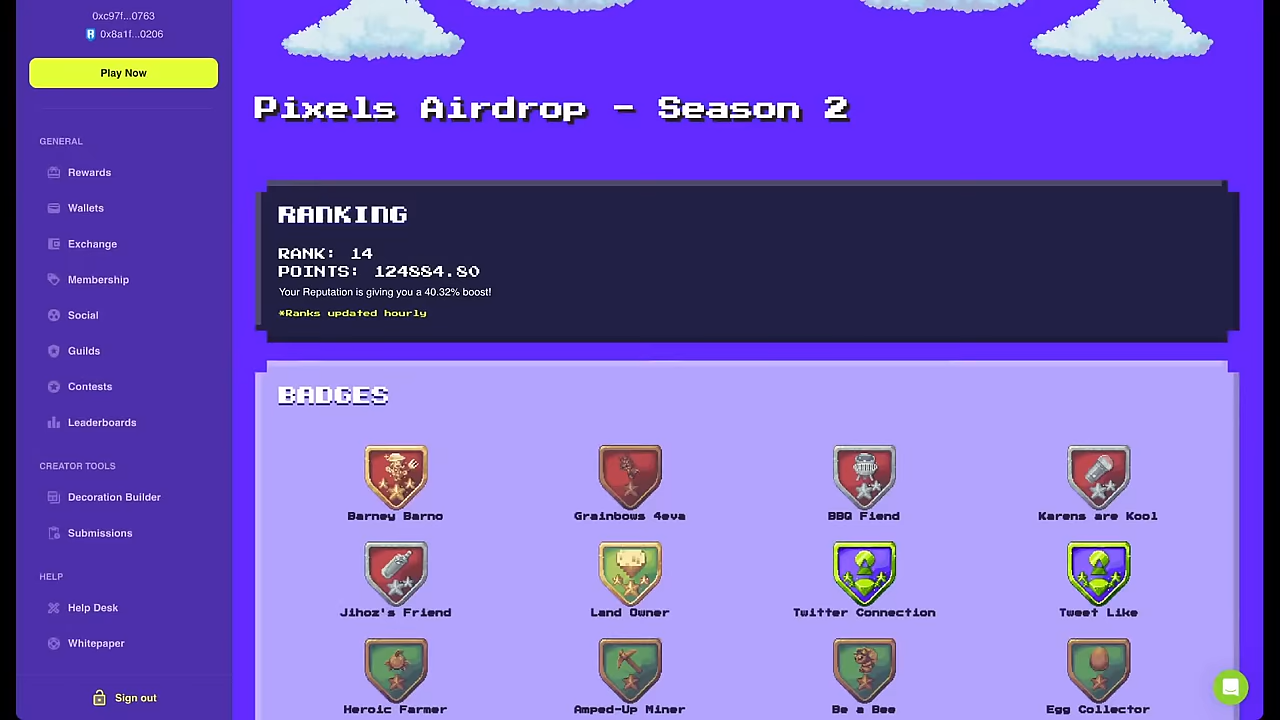 0xc97f...0763
0x8a1f...0206
Play Now
GENERAL
Rewards
Wallets
Exchange
Membership
Social
Guilds
Contests
Leaderboards
CREATOR TOOLS
Decoration Builder
Submissions
HELP
Help Desk
Whitepaper
Sign out
Pixels Airdrop - Season 2
RANKING
RANK: 14
POINTS: 124884.80
Your Reputation is giving you a 40.32% boost!
*Ranks updated hourly
BADGES
Barney Barno
Grainbows 4eva
BBQ Fiend
Karens are Kool
Jihoz's Friend
Land Owner
Twitter Connection
Tweet Like
Heroic Farmer
Amped-Up Miner
Be a Bee
Egg Collector